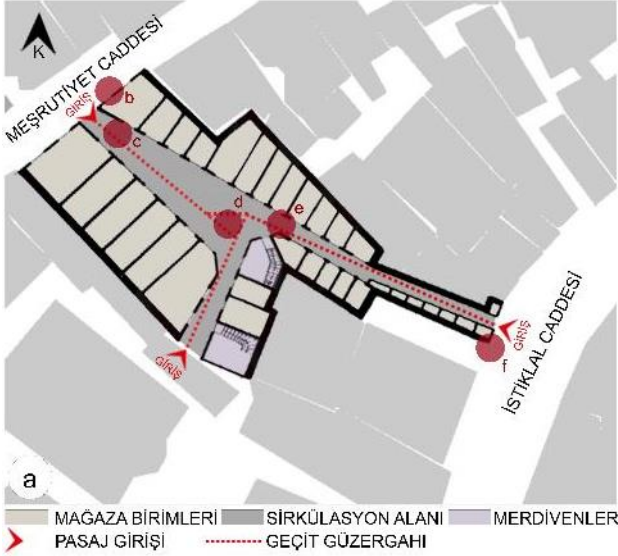 K
MEŞRUTİYET CADDESİ
b
GİRİŞ
c
d
e
İSTİKLAL CADDESİ
GİRİŞ
f
GİRİŞ
a
MAĞAZA BİRİMLERİ SİRKÜLASYON ALANI MERDİVENLER
PASAJ GİRİŞİ GEÇİT GÜZERGAHI